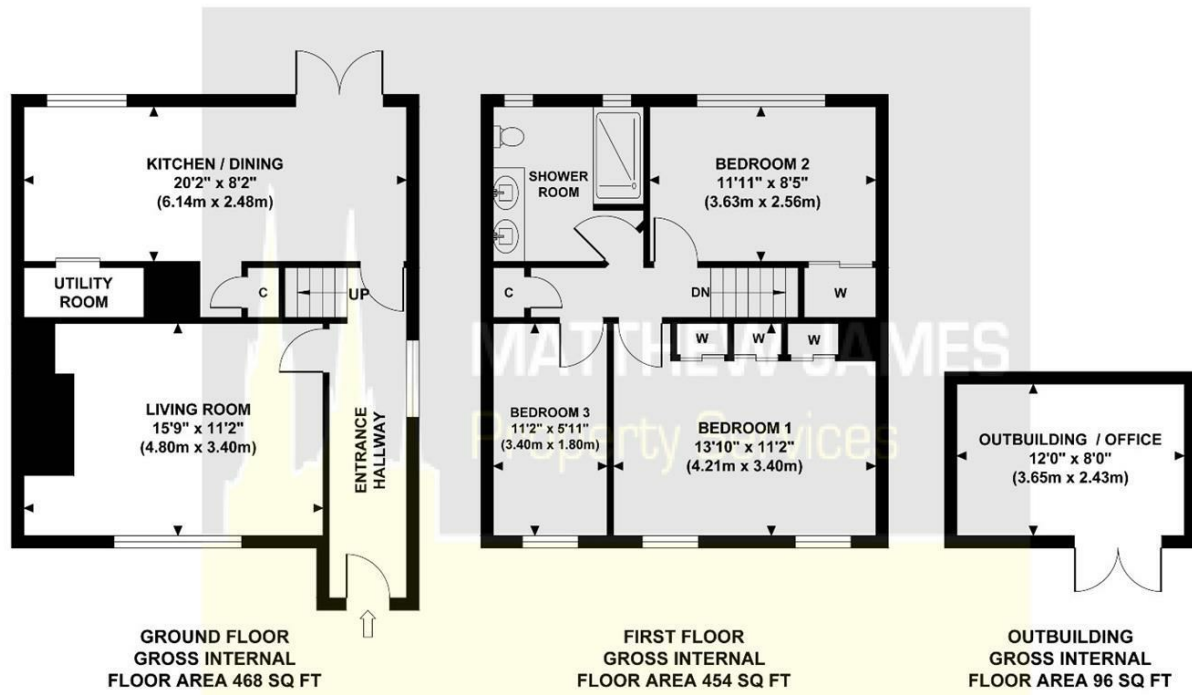 KITCHEN / DINING
20'2" x 8'2"
(6.14m x 2.48m)
UTILITY
ROOM
C
UP
LIVING ROOM
15'9" x 11'2"
(4.80m x 3.40m)
ENTRANCE
HALLWAY
GROUND FLOOR
GROSS INTERNAL
FLOOR AREA 468 SQ FT
SHOWER
ROOM
BEDROOM 2
11'11" x 8'5"
(3.63m x 2.56m)
C
DN
W
W
W
W
BEDROOM 3
11'2" x 5'11"
(3.40m x 1.80m)
BEDROOM 1
13'10" x 11'2"
(4.21m x 3.40m)
MATTHEW JAMES
Property Services
FIRST FLOOR
GROSS INTERNAL
FLOOR AREA 454 SQ FT
OUTBUILDING / OFFICE
12'0" x 8'0"
(3.65m x 2.43m)
OUTBUILDING
GROSS INTERNAL
FLOOR AREA 96 SQ FT